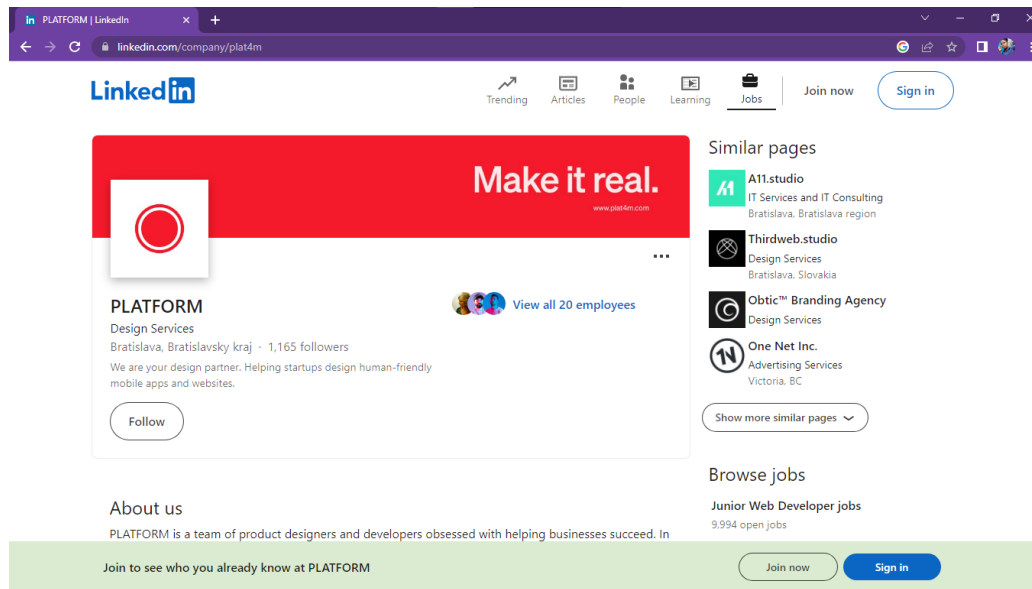 in PLATFORM | LinkedIn × +
linkedin.com/company/plat4m
Linked in
Trending
Articles
People
Learning
Jobs
Join now
Sign in
Make it real.
www.plat4m.com
PLATFORM
Design Services
Bratislava, Bratislavsky kraj · 1,165 followers
We are your design partner. Helping startups design human-friendly
mobile apps and websites.
Follow
View all 20 employees
Similar pages
A11.studio
IT Services and IT Consulting
Bratislava, Bratislava region
Thirdweb.studio
Design Services
Bratislava, Slovakia
Obtic™ Branding Agency
Design Services
One Net Inc.
Advertising Services
Victoria, BC
Show more similar pages
Browse jobs
Junior Web Developer jobs
9,994 open jobs
About us
PLATFORM is a team of product designers and developers obsessed with helping businesses succeed. In
Join to see who you already know at PLATFORM
Join now
Sign in